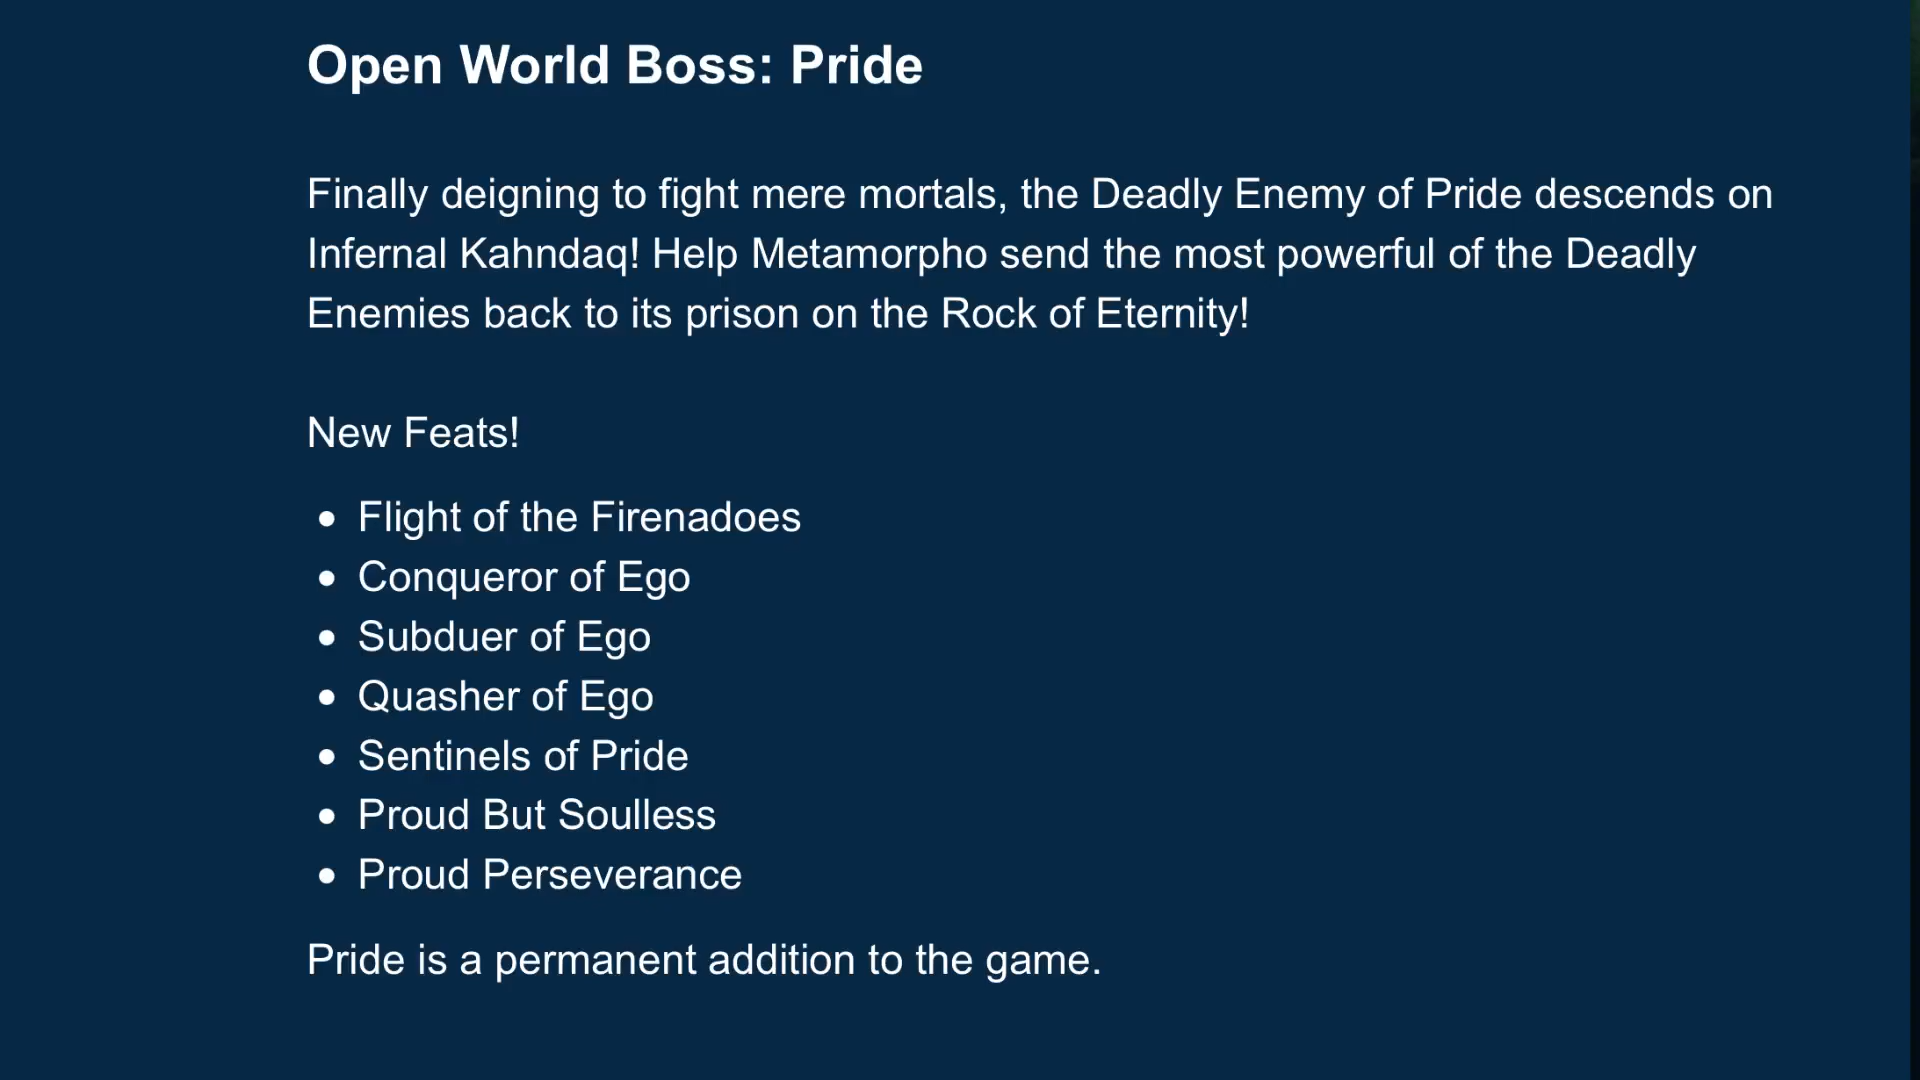 Open World Boss: Pride
Finally deigning to fight mere mortals, the Deadly Enemy of Pride descends on
Infernal Kahndaq! Help Metamorpho send the most powerful of the Deadly
Enemies back to its prison on the Rock of Eternity!
New Feats!
• Flight of the Firenadoes
• Conqueror of Ego
• Subduer of Ego
• Quasher of Ego
• Sentinels of Pride
• Proud But Soulless
• Proud Perseverance
Pride is a permanent addition to the game.